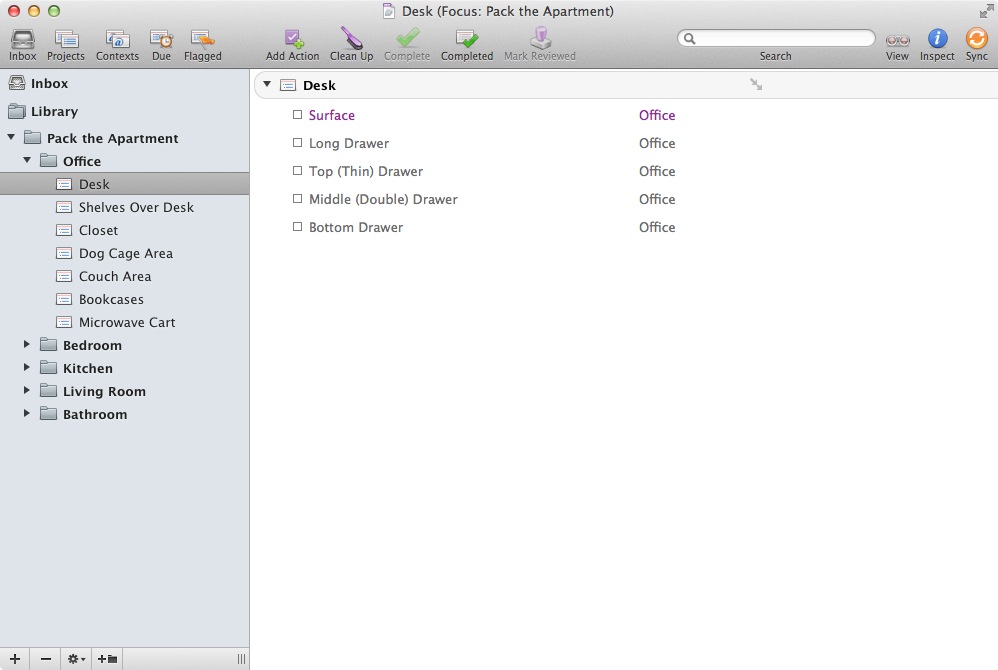 Desk (Focus: Pack the Apartment)
Inbox Projects Contexts Due Flagged Add Action Clean Up Complete Completed Mark Reviewed Search View Inspect Sync
Inbox
Library
Pack the Apartment
Office
Desk
Shelves Over Desk
Closet
Dog Cage Area
Couch Area
Bookcases
Microwave Cart
Bedroom
Kitchen
Living Room
Bathroom
Desk
Surface Office
Long Drawer Office
Top (Thin) Drawer Office
Middle (Double) Drawer Office
Bottom Drawer Office